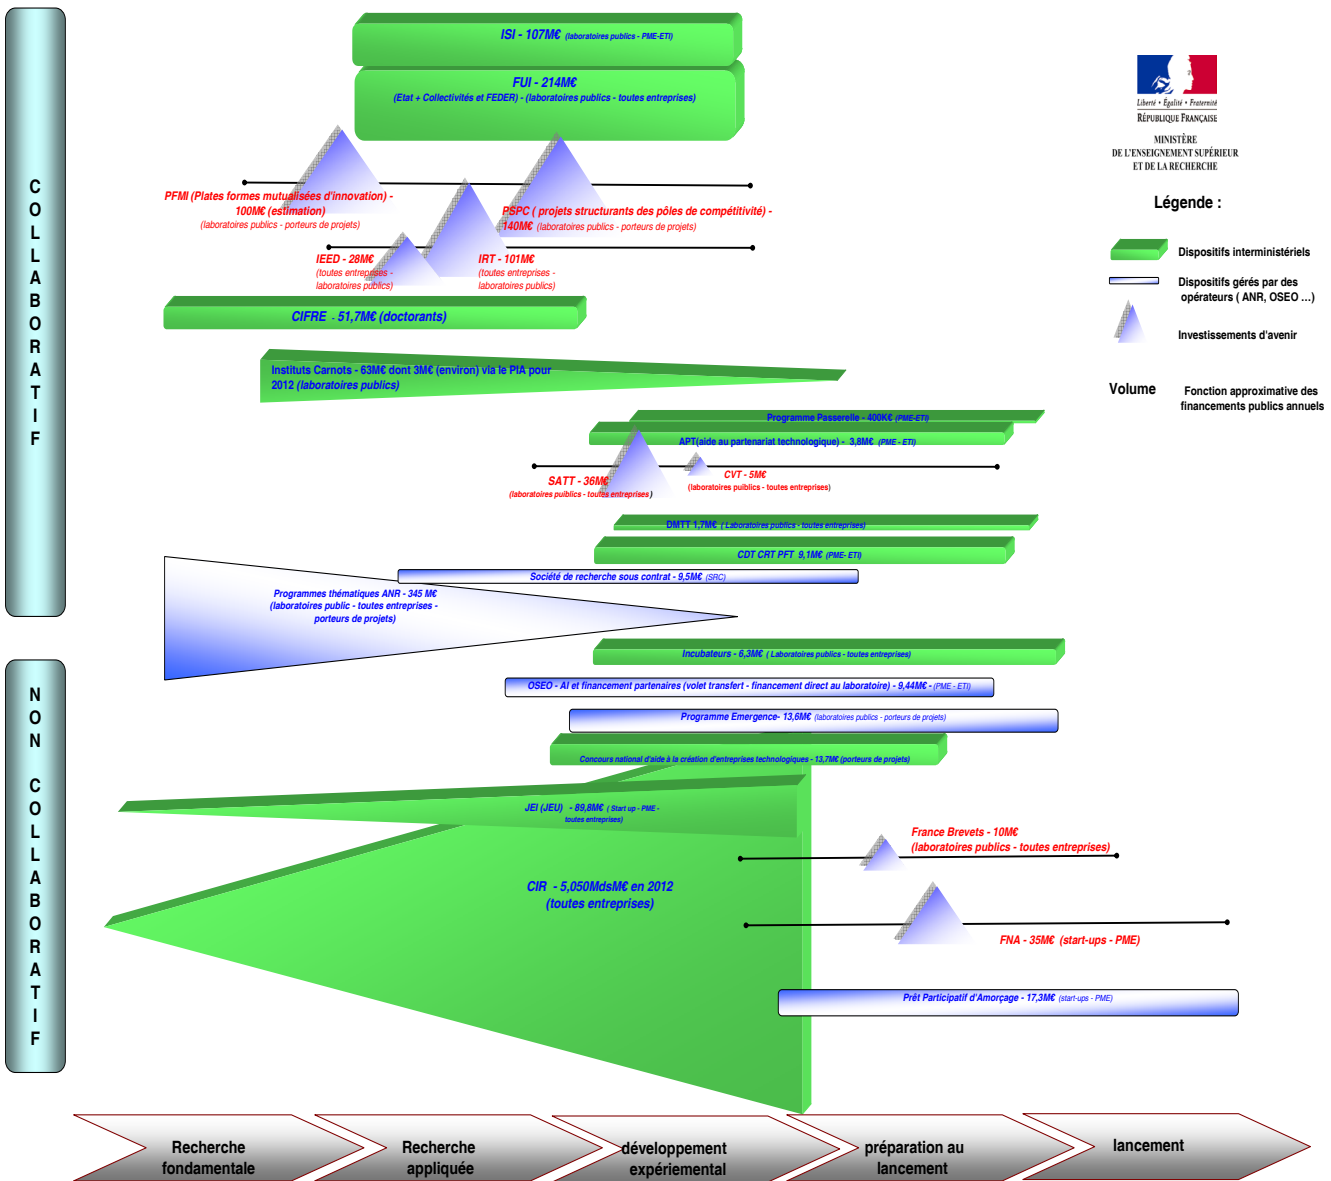 COLLABORATIF
ISI - 107M€ (laboratoires publics - PME-ETI)
FUI - 214M€
(Etat + Collectivités et FEDER) - (laboratoires publics - toutes entreprises)
PFMI (Plates formes mutualisées d'innovation) -
100M€ (estimation)
(laboratoires publics - porteurs de projets)
PSPC ( projets structurants des pôles de compétitivité) -
140M€ (laboratoires publics - porteurs de projets)
IEED - 28M€
(toutes entreprises -
laboratoires publics)
IRT - 101M€
(toutes entreprises -
laboratoires publics)
CIFRE - 51,7M€ (doctorants)
Instituts Carnots - 63M€ dont 3M€ (environ) via le PIA pour
2012 (laboratoires publics)
Programme Passerelle - 400K€ (PME-ETI)
APT(aide au partenariat technologique) - 3,8M€ (PME - ETI)
SATT - 36M€
(laboratoires puiblics - toutes entreprises)
CVT - 5M€
(laboratoires puiblics - toutes entreprises)
DMTT 1,7M€ ( Laboratoires publics - toutes entreprises)
CDT CRT PFT 9,1M€ (PME- ETI)
Société de recherche sous contrat - 9,5M€ (SRC)
Programmes thématiques ANR - 345 M€
(laboratoires public - toutes entreprises -
porteurs de projets)
NON COLLABORATIF
Incubateurs - 6,3M€ ( Laboratoires publics - toutes entreprises)
OSEO - AI et financement partenaires (volet transfert - financement direct au laboratoire) - 9,44M€ - (PME - ETI)
Programme Emergence- 13,6M€ (laboratoires publics - porteurs de projets)
Concours national d'aide à la création d'entreprises technologiques - 13,7M€ (porteurs de projets)
JEI (JEU) - 89,8M€ ( Start up - PME -
toutes entreprises)
CIR - 5,050MdsM€ en 2012
(toutes entreprises)
France Brevets - 10M€
(laboratoires publics - toutes entreprises)
FNA - 35M€ (start-ups - PME)
Prêt Participatif d'Amorçage - 17,3M€ (start-ups - PME)
Recherche
fondamentale
Recherche
appliquée
développement
expériemental
préparation au
lancement
lancement
Liberté • Égalité • Fraternité
RÉPUBLIQUE FRANÇAISE
MINISTÈRE
DE L'ENSEIGNEMENT SUPÉRIEUR
ET DE LA RECHERCHE
Légende :
Dispositifs interministériels
Dispositifs gérés par des
opérateurs ( ANR, OSEO ...)
Investissements d'avenir
Volume
Fonction approximative des
financements publics annuels